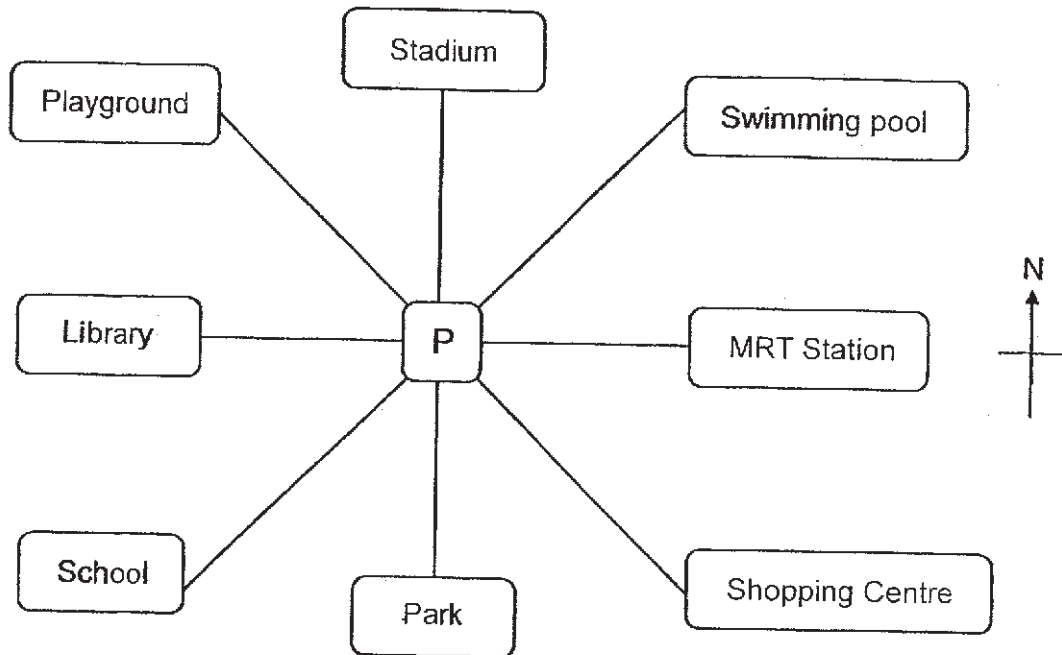 Stadium
Playground
Swimming pool
N
Library
P
MRT Station
School
Park
Shopping Centre